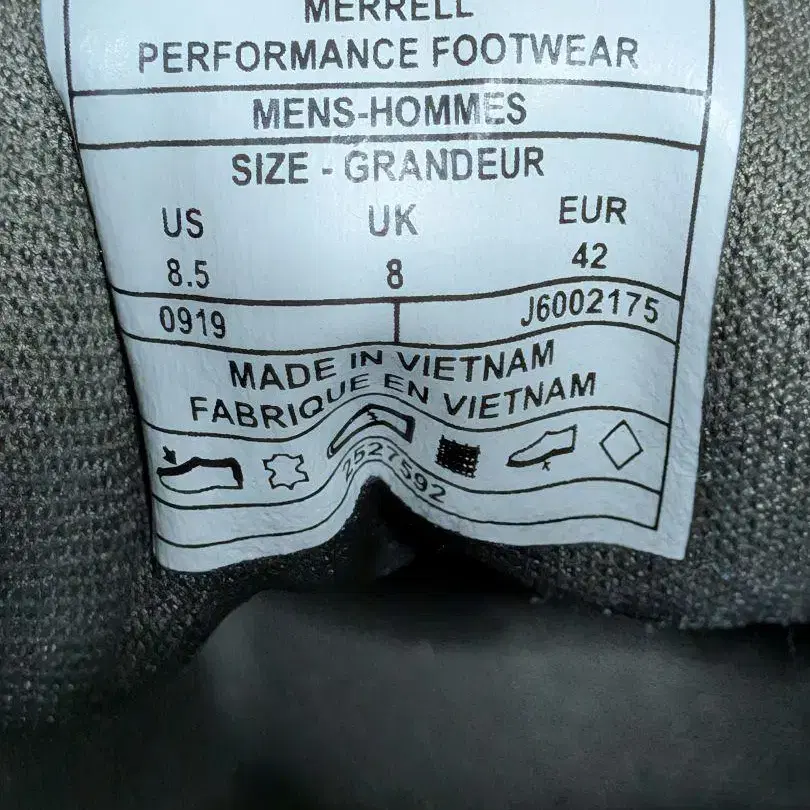 MERRELL
PERFORMANCE FOOTWEAR
MENS-HOMMES
SIZE - GRANDEUR
US UK EUR
8.5 8 42
0919 J6002175
MADE IN VIETNAM
FABRIQUE EN VIETNAM
2527592